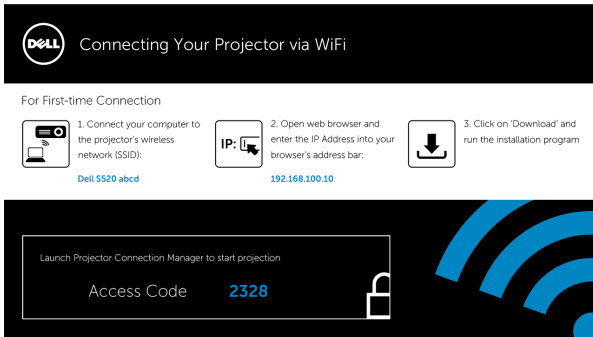 DELL
Connecting Your Projector via WiFi
For First-time Connection
1. Connect your computer to
the projector's wireless
network (SSID):
Dell S520 abcd
IP:
2. Open web browser and
enter the IP Address into your
browser's address bar:
192.168.100.10
3. Click on 'Download' and
run the installation program
Launch Projector Connection Manager to start projection
Access Code 2328